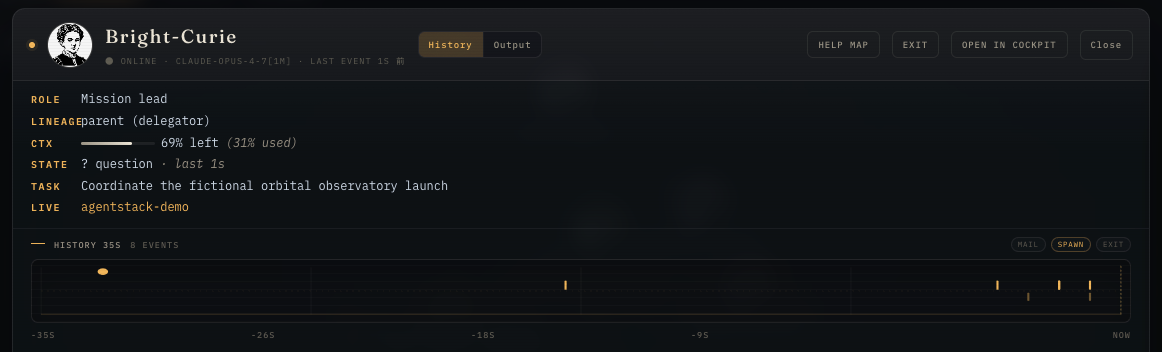 Bright-Curie
History Output
HELP MAP EXIT OPEN IN COCKPIT Close
ONLINE · CLAUDE-OPUS-4-7[1M] · LAST EVENT 1S 前
ROLE Mission lead
LINEAGE parent (delegator)
CTX 69% left (31% used)
STATE ? question · last 1s
TASK Coordinate the fictional orbital observatory launch
LIVE agentstack-demo
HISTORY 35S 8 EVENTS MAIL SPAWN EXIT
-35S -26S -18S -9S NOW